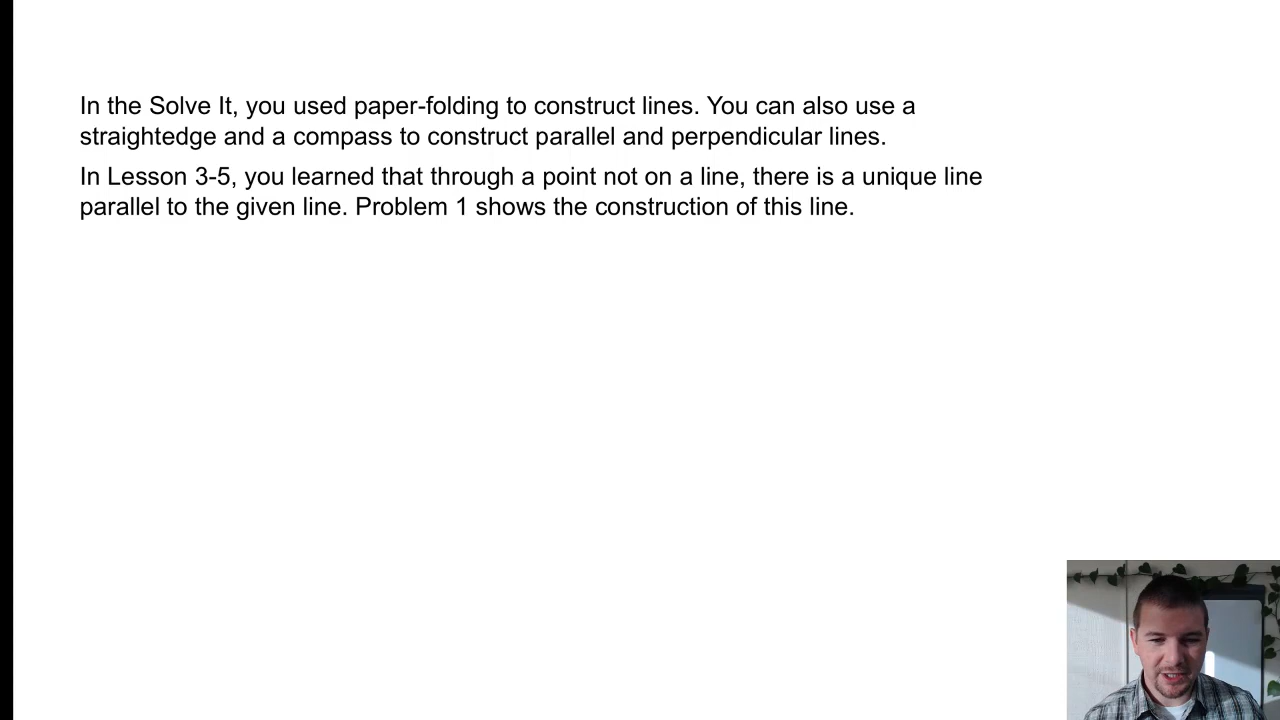 In the Solve It, you used paper-folding to construct lines. You can also use a
straightedge and a compass to construct parallel and perpendicular lines.
In Lesson 3-5, you learned that through a point not on a line, there is a unique line
parallel to the given line. Problem 1 shows the construction of this line.